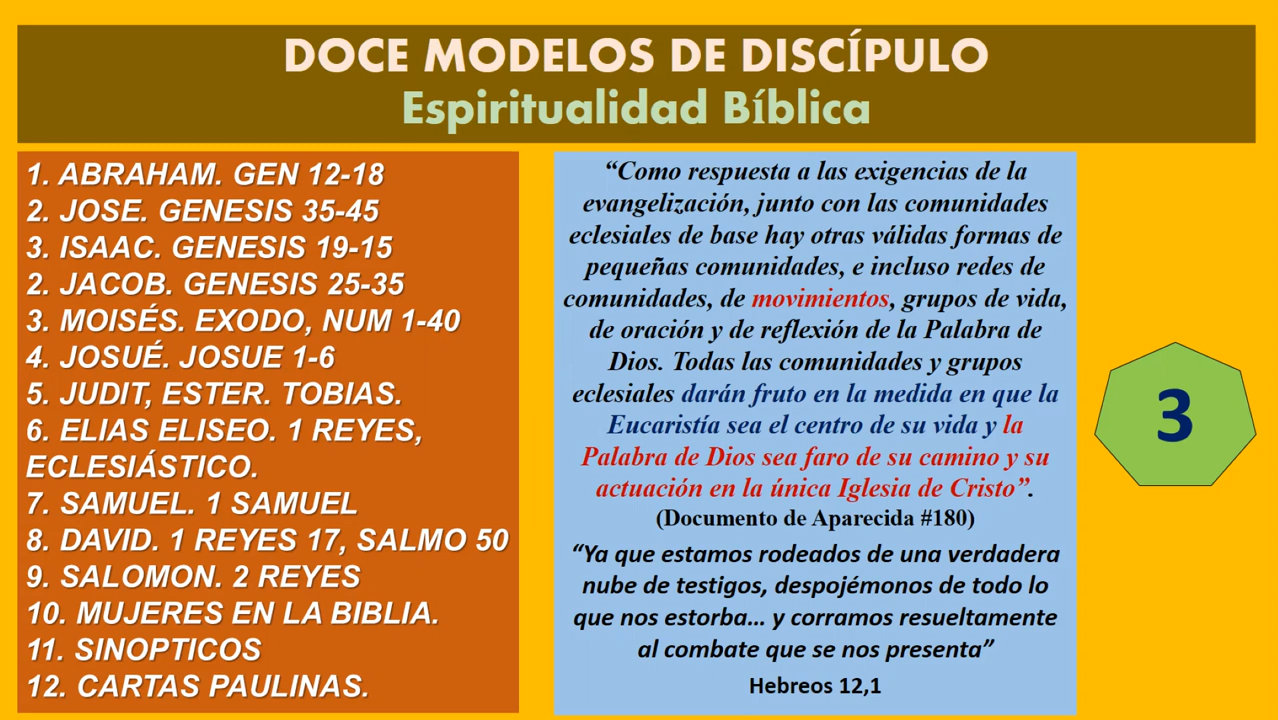 DOCE MODELOS DE DISCÍPULO
Espiritualidad Bíblica
1. ABRAHAM. GEN 12-18
2. JOSE. GENESIS 35-45
3. ISAAC. GENESIS 19-15
2. JACOB. GENESIS 25-35
3. MOISÉS. EXODO, NUM 1-40
4. JOSUÉ. JOSUE 1-6
5. JUDIT, ESTER. TOBIAS.
6. ELIAS ELISEO. 1 REYES,
ECLESIÁSTICO.
7. SAMUEL. 1 SAMUEL
8. DAVID. 1 REYES 17, SALMO 50
9. SALOMON. 2 REYES
10. MUJERES EN LA BIBLIA.
11. SINOPTICOS
12. CARTAS PAULINAS.
“Como respuesta a las exigencias de la
evangelización, junto con las comunidades
eclesiales de base hay otras válidas formas de
pequeñas comunidades, e incluso redes de
comunidades, de movimientos, grupos de vida,
de oración y de reflexión de la Palabra de
Dios. Todas las comunidades y grupos
eclesiales darán fruto en la medida en que la
Eucaristía sea el centro de su vida y la
Palabra de Dios sea faro de su camino y su
actuación en la única Iglesia de Cristo”.
(Documento de Aparecida #180)
“Ya que estamos rodeados de una verdadera
nube de testigos, despojémonos de todo lo
que nos estorba... y corramos resueltamente
al combate que se nos presenta”
Hebreos 12,1
3